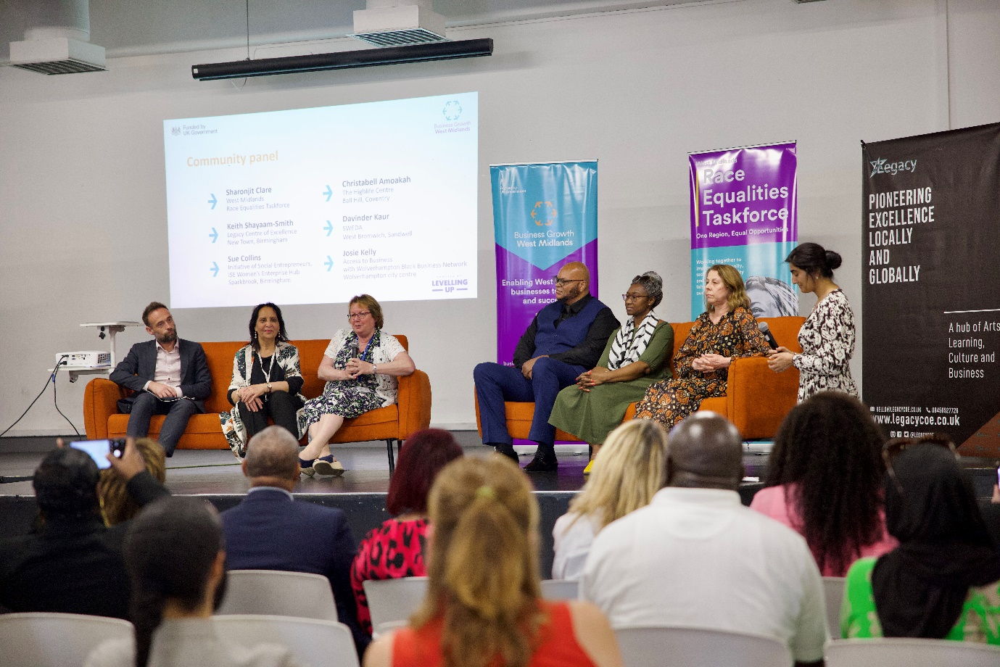 Funded by
UK Government
Business Growth
West Midlands
Community panel
Sharonjit Clare
West Midlands
Race Equalities Taskforce
Keith Shayaam-Smith
Legacy Centre of Excellence
New Town, Birmingham
Sue Collins
Initiative of Social Entrepreneurs,
iSE Women's Enterprise Hub
Sparkbrook, Birmingham.
Christabell Amoakah
The Highlife Centre
Ball Hill, Coventry
Davinder Kaur
SWEDA
West Bromwich, Sandwell
Josie Kelly
Access to Business
with Wolverhampton Black Business Network
Wolverhampton city centre
LEVELLING
UP
Business Growth
West Midlands
Enabling West
businesses to
and succe
West Midlands
Race
Equalities
Taskforce
One Region, Equal Opportunities
Working together to
Legacy
PIONEERING
EXCELLENCE
LOCALLY
AND
GLOBALLY
A hub of Arts
Learning,
Culture and
Business
HELLO@LEGACYCOE.CO.UK 08450527726
www.legacycoe.co.uk
@LEGACYCOE